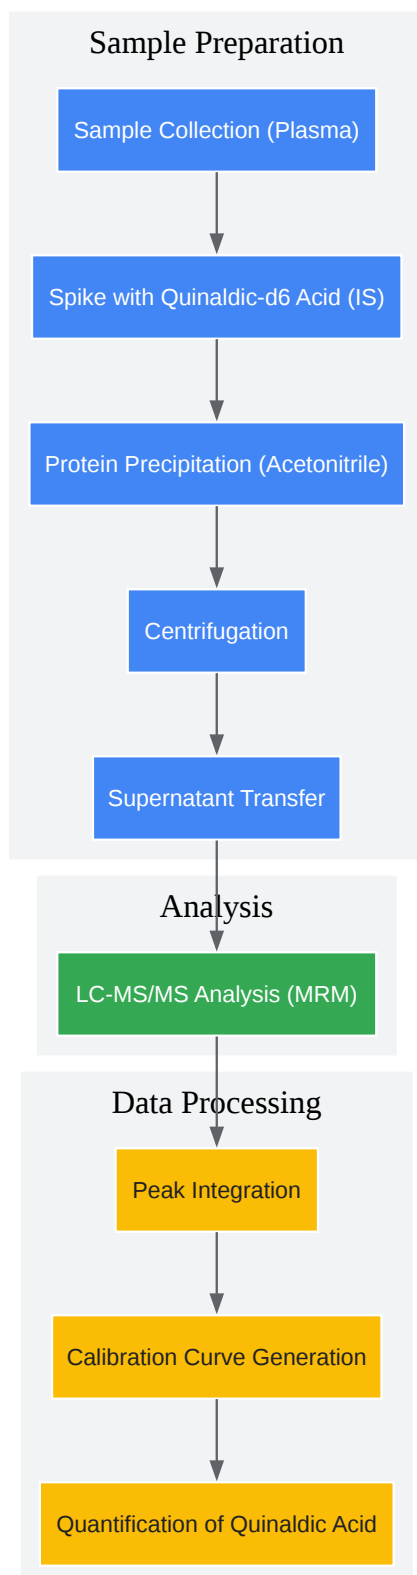 Sample Preparation
Sample Collection (Plasma)
Spike with Quinaldic-d6 Acid (IS)
Protein Precipitation (Acetonitrile)
Centrifugation
Supernatant Transfer
Analysis
LC-MS/MS Analysis (MRM)
Data Processing
Peak Integration
Calibration Curve Generation
Quantification of Quinaldic Acid